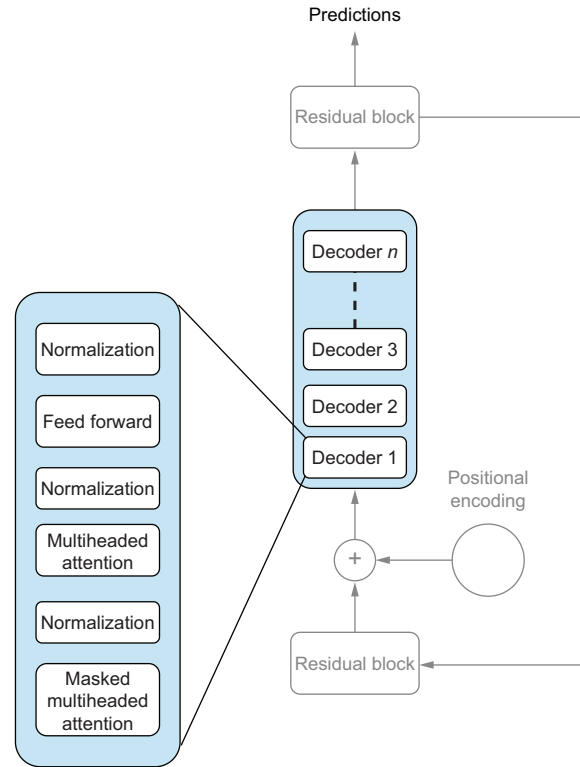 Predictions
Residual block
Decoder n
Decoder 3
Decoder 2
Decoder 1
Normalization
Feed forward
Normalization
Multiheaded
attention
Normalization
Masked
multiheaded
attention
Positional
encoding
+
Residual block